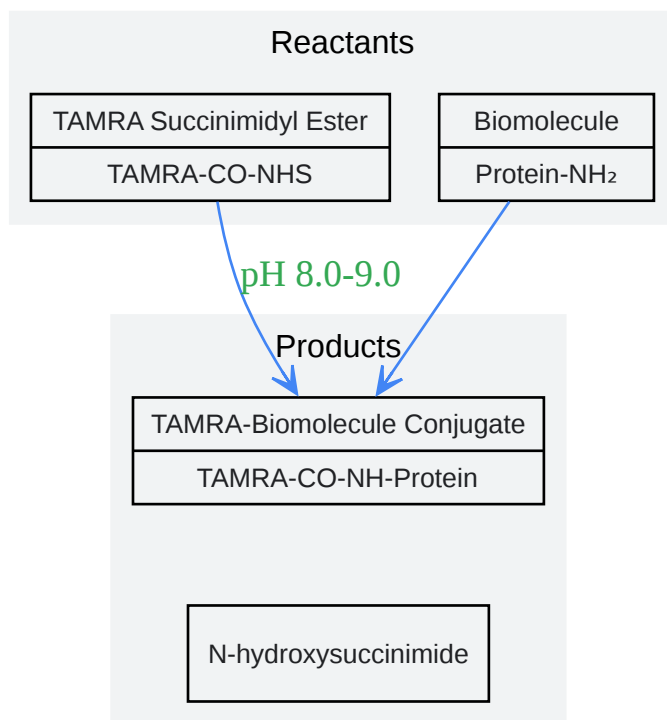 Reactants
TAMRA Succinimidyl Ester
TAMRA-CO-NHS
Biomolecule
Protein-NH₂
pH 8.0-9.0
Products
TAMRA-Biomolecule Conjugate
TAMRA-CO-NH-Protein
N-hydroxysuccinimide